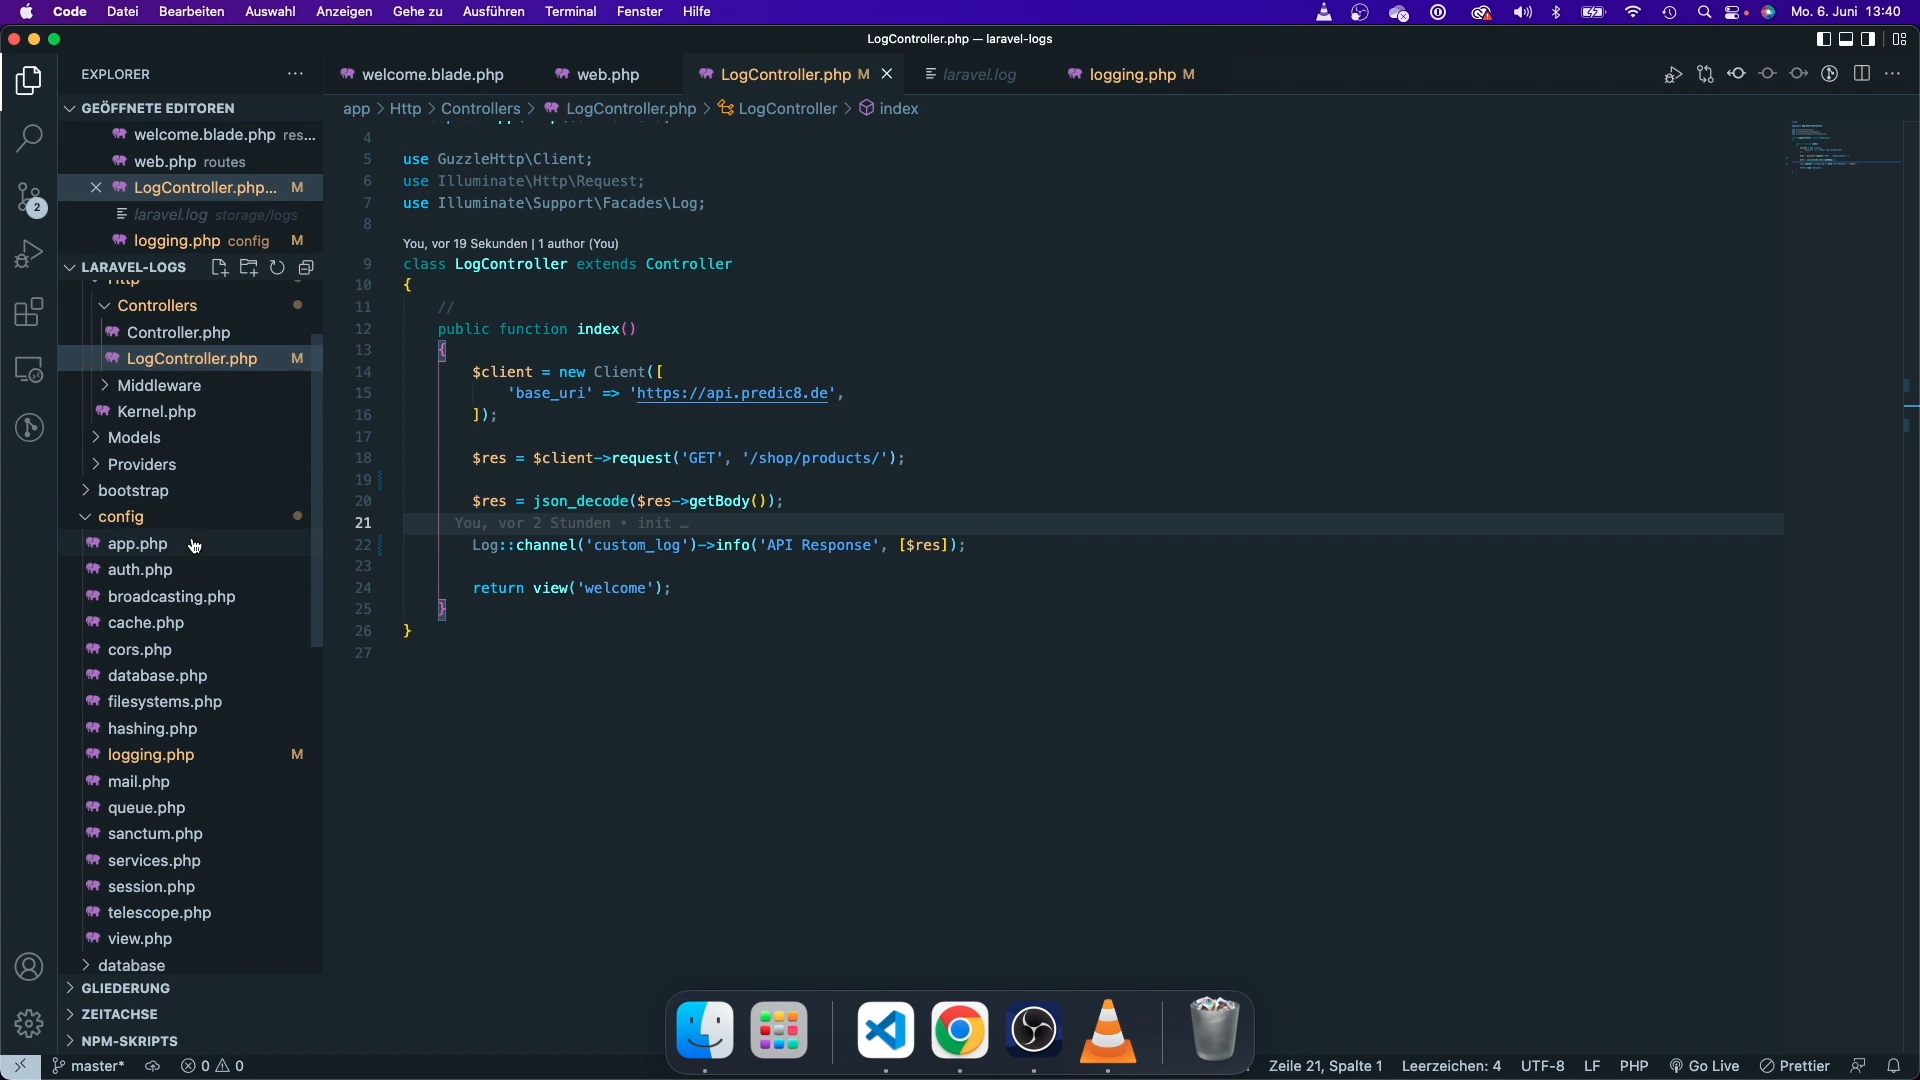 Code Datei Bearbeiten Auswahl Anzeigen Gehe zu Ausführen Terminal Fenster Hilfe Mo. 6. Juni 13:40
LogController.php — laravel-logs
EXPLORER
GEÖFFNETE EDITOREN
welcome.blade.php res...
web.php routes
LogController.php... M
laravel.log storage/logs
logging.php config M
2
LARAVEL-LOGS
Http
Controllers
Controller.php
LogController.php M
Middleware
Kernel.php
Models
Providers
bootstrap
config
app.php
auth.php
broadcasting.php
cache.php
cors.php
database.php
filesystems.php
hashing.php
logging.php M
mail.php
queue.php
sanctum.php
services.php
session.php
telescope.php
view.php
database
GLIEDERUNG
ZEITACHSE
NPM-SKRIPTS
welcome.blade.php web.php LogController.php M laravel.log logging.php M
app > Http > Controllers > LogController.php > LogController > index
4
5 use GuzzleHttp\Client;
6 use Illuminate\Http\Request;
7 use Illuminate\Support\Facades\Log;
8
You, vor 19 Sekunden | 1 author (You)
9 class LogController extends Controller
10 {
11 //
12 public function index()
13 {
14 $client = new Client([
15 'base_uri' => 'https://api.predic8.de',
16 ]);
17
18 $res = $client->request('GET', '/shop/products/');
19
20 $res = json_decode($res->getBody());
21 You, vor 2 Stunden • init …
22 Log::channel('custom_log')->info('API Response', [$res]);
23
24 return view('welcome');
25 }
26 }
27
master* 0 0 Zeile 21, Spalte 1 Leerzeichen: 4 UTF-8 LF PHP Go Live Prettier